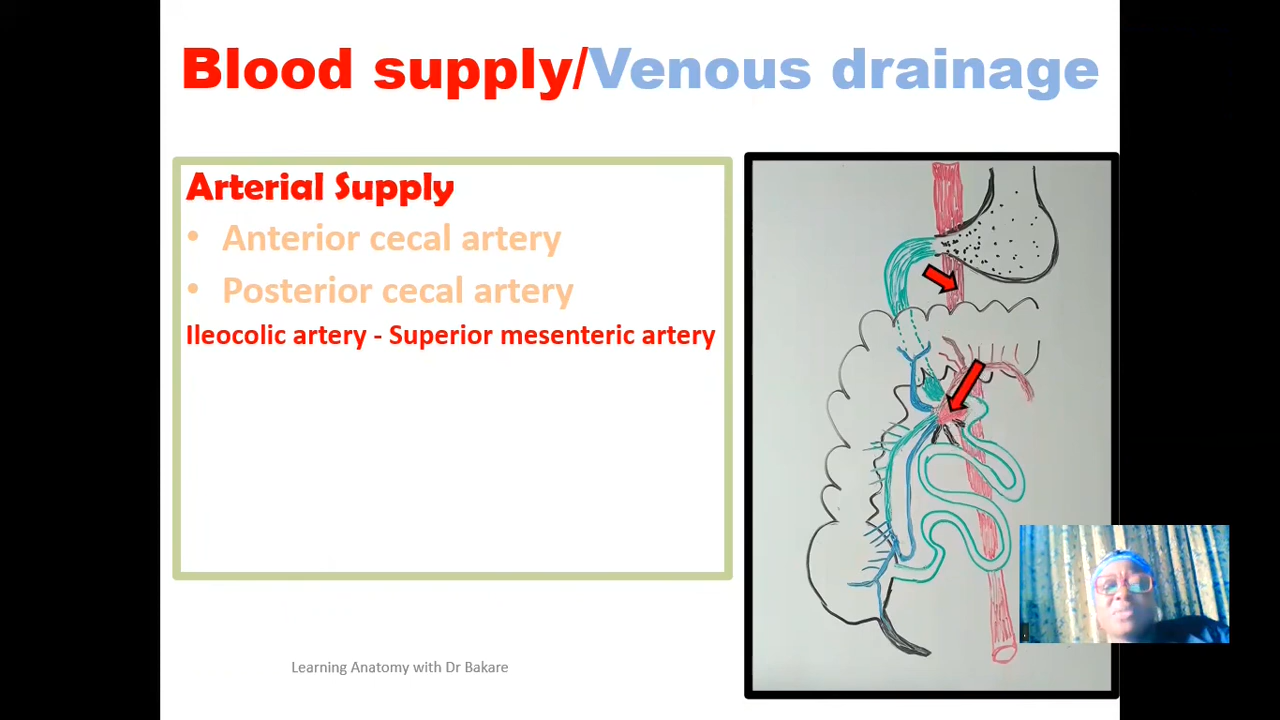 Blood supply/Venous drainage
Arterial Supply
• Anterior cecal artery
• Posterior cecal artery
Ileocolic artery - Superior mesenteric artery
Learning Anatomy with Dr Bakare